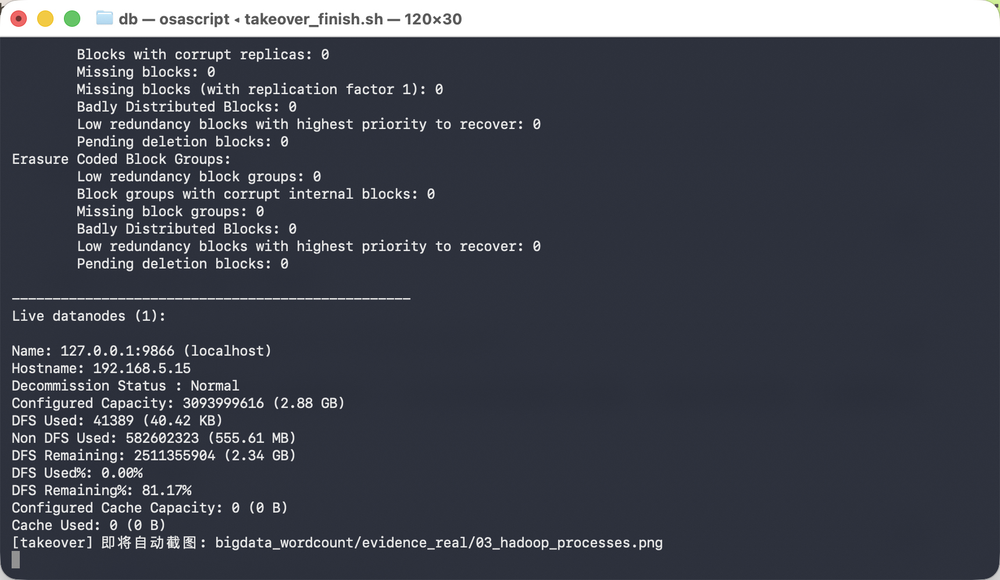 db — osascript ◂ takeover_finish.sh — 120×30
Blocks with corrupt replicas: 0
Missing blocks: 0
Missing blocks (with replication factor 1): 0
Badly Distributed Blocks: 0
Low redundancy blocks with highest priority to recover: 0
Pending deletion blocks: 0
Erasure Coded Block Groups:
Low redundancy block groups: 0
Block groups with corrupt internal blocks: 0
Missing block groups: 0
Badly Distributed Blocks: 0
Low redundancy blocks with highest priority to recover: 0
Pending deletion blocks: 0
-------------------------------------------------
Live datanodes (1):
Name: 127.0.0.1:9866 (localhost)
Hostname: 192.168.5.15
Decommission Status : Normal
Configured Capacity: 3093999616 (2.88 GB)
DFS Used: 41389 (40.42 KB)
Non DFS Used: 582602323 (555.61 MB)
DFS Remaining: 2511355904 (2.34 GB)
DFS Used%: 0.00%
DFS Remaining%: 81.17%
Configured Cache Capacity: 0 (0 B)
Cache Used: 0 (0 B)
[takeover] 即将自动截图: bigdata_wordcount/evidence_real/03_hadoop_processes.png